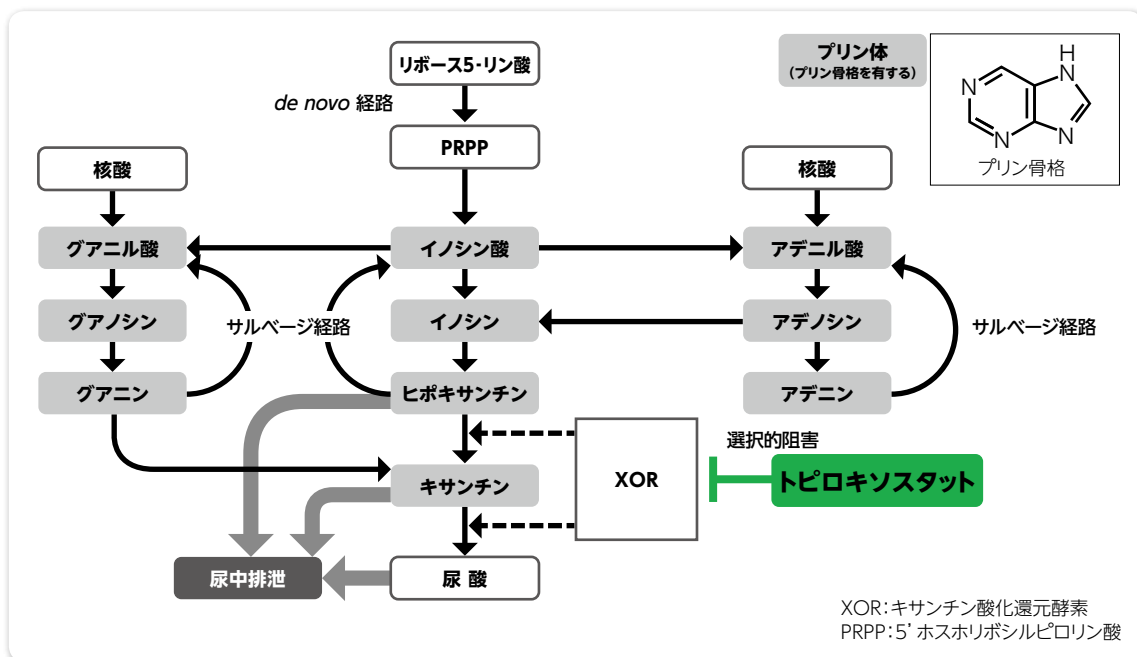 リボース5-リン酸
プリン体
(プリン骨格を有する)
H
N
N
N
N
プリン骨格
de novo 経路
PRPP
核酸
核酸
グアニル酸
イノシン酸
アデニル酸
グアノシン
サルベージ経路
イノシン
アデノシン
サルベージ経路
グアニン
ヒポキサンチン
アデニン
選択的阻害
キサンチン
XOR
トピロキソスタット
尿中排泄
尿 酸
XOR:キサンチン酸化還元酵素
PRPP:5’ホスホリボシルピロリン酸